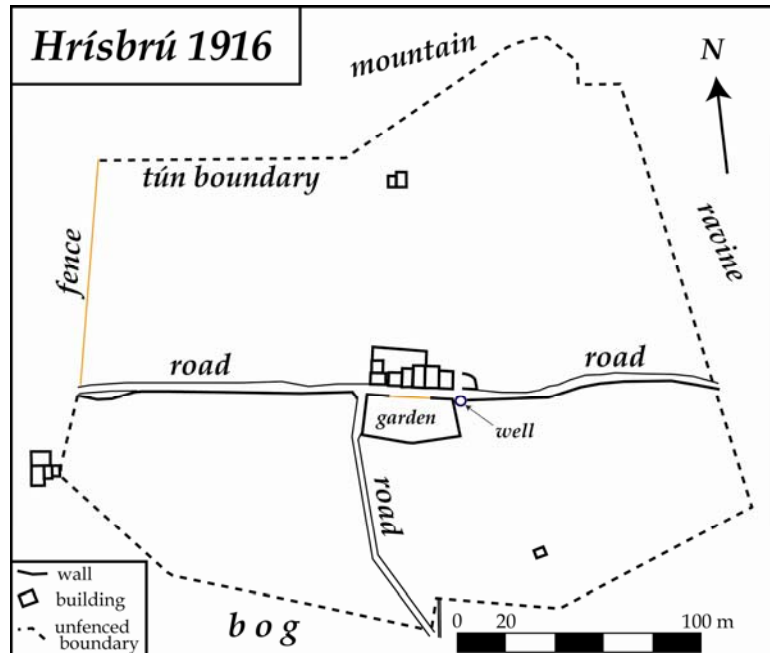 Hrísbrú 1916
mountain
N
tún boundary
ravine
fence
road
road
garden
well
road
wall
building
unfenced
boundary
bog
0 20 100 m